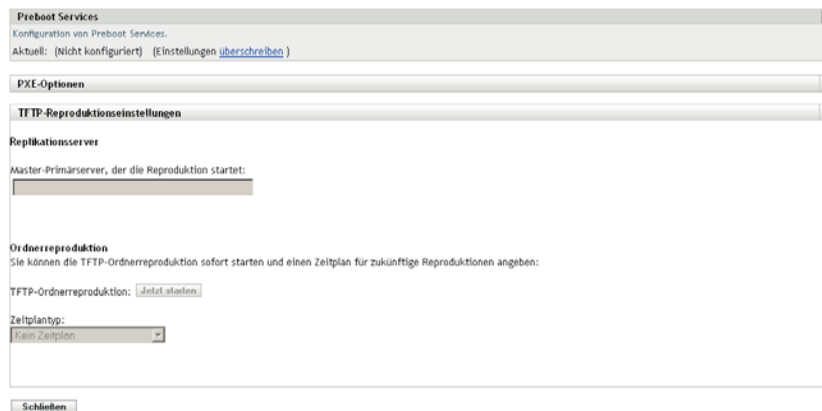 Preboot Services
Konfiguration von Preboot Services.
Aktuell: (Nicht konfiguriert) (Einstellungen überschreiben )
PXE-Optionen
TFTP-Reproduktionseinstellungen
Replikationsserver
Master-Primärserver, der die Reproduktion startet:
Ordnerreproduktion
Sie können die TFTP-Ordnerreproduktion sofort starten und einen Zeitplan für zukünftige Reproduktionen angeben:
TFTP-Ordnerreproduktion: Jetzt starten
Zeitplantyp:
Kein Zeitplan
Schließen